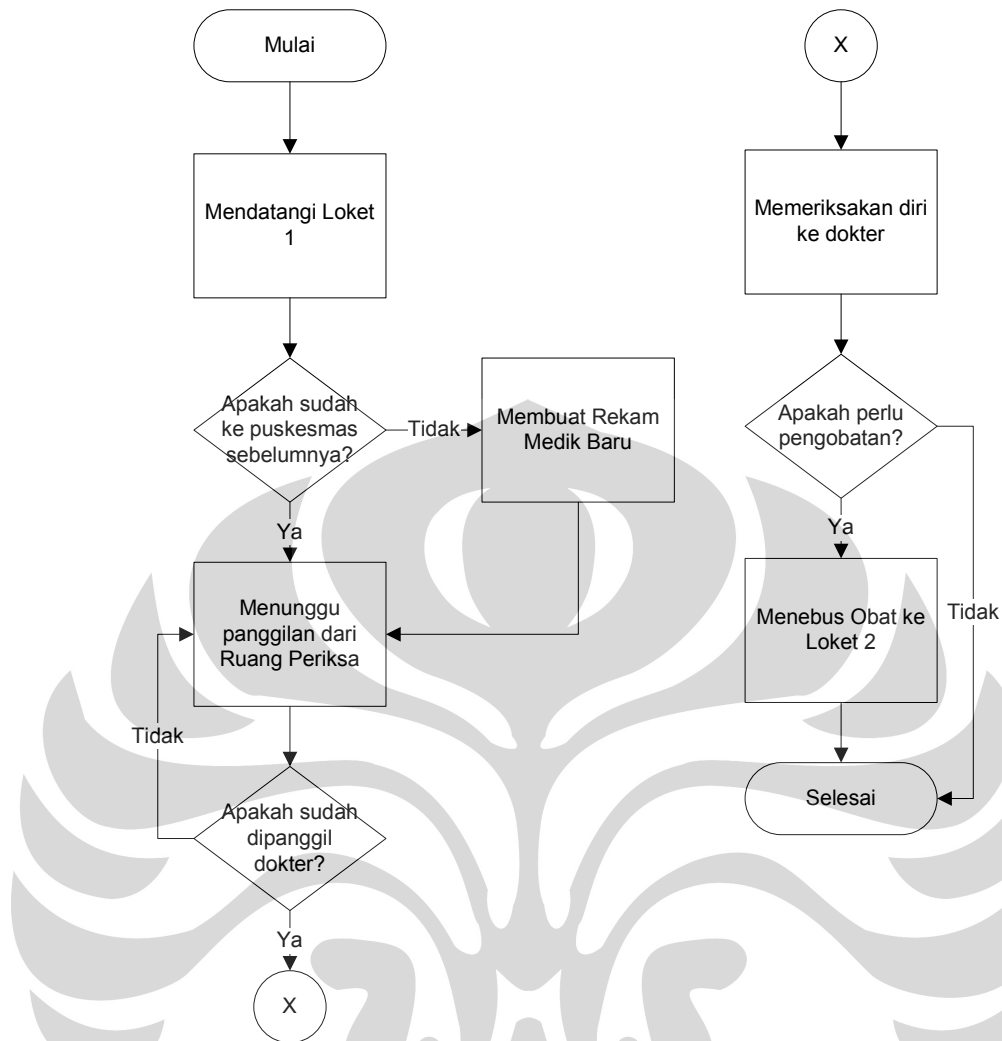 Mulai
Mendatangi Loket
1
Apakah sudah
ke puskesmas
sebelumnya?
Tidak
Membuat Rekam
Medik Baru
Ya
Menunggu
panggilan dari
Ruang Periksa
Tidak
Apakah sudah
dipanggil
dokter?
Ya
X
X
Memeriksakan diri
ke dokter
Apakah perlu
pengobatan?
Ya
Tidak
Menebus Obat ke
Loket 2
Selesai